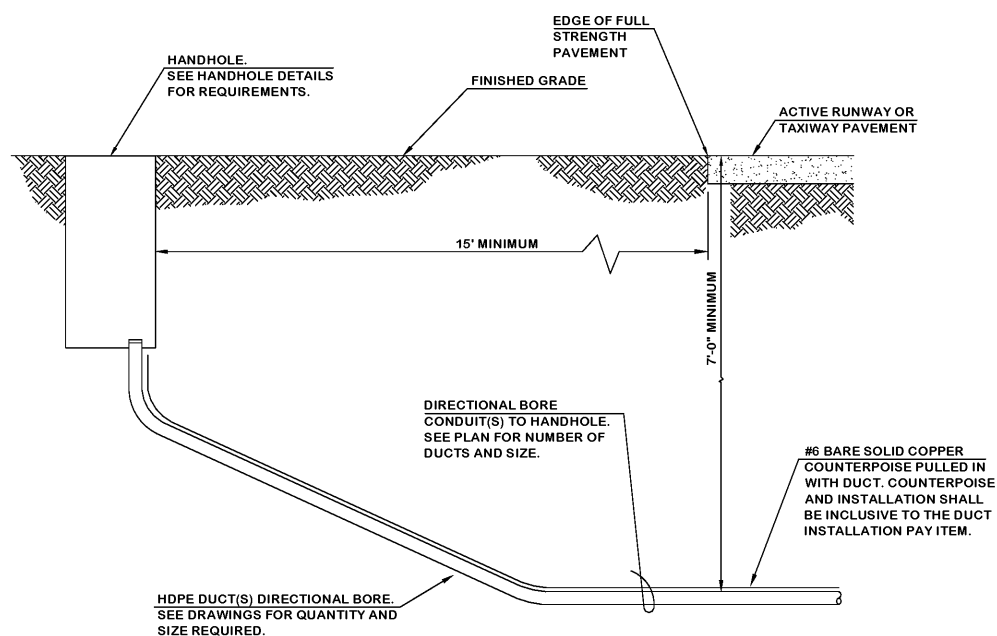 EDGE OF FULL
STRENGTH
PAVEMENT
HANDHOLE.
SEE HANDHOLE DETAILS
FOR REQUIREMENTS.
FINISHED GRADE
ACTIVE RUNWAY OR
TAXIWAY PAVEMENT
15' MINIMUM
7'-0" MINIMUM
DIRECTIONAL BORE
CONDUIT(S) TO HANDHOLE.
SEE PLAN FOR NUMBER OF
DUCTS AND SIZE.
#6 BARE SOLID COPPER
COUNTERPOISE PULLED IN
WITH DUCT. COUNTERPOISE
AND INSTALLATION SHALL
BE INCLUSIVE TO THE DUCT
INSTALLATION PAY ITEM.
HDPE DUCT(S) DIRECTIONAL BORE.
SEE DRAWINGS FOR QUANTITY AND
SIZE REQUIRED.